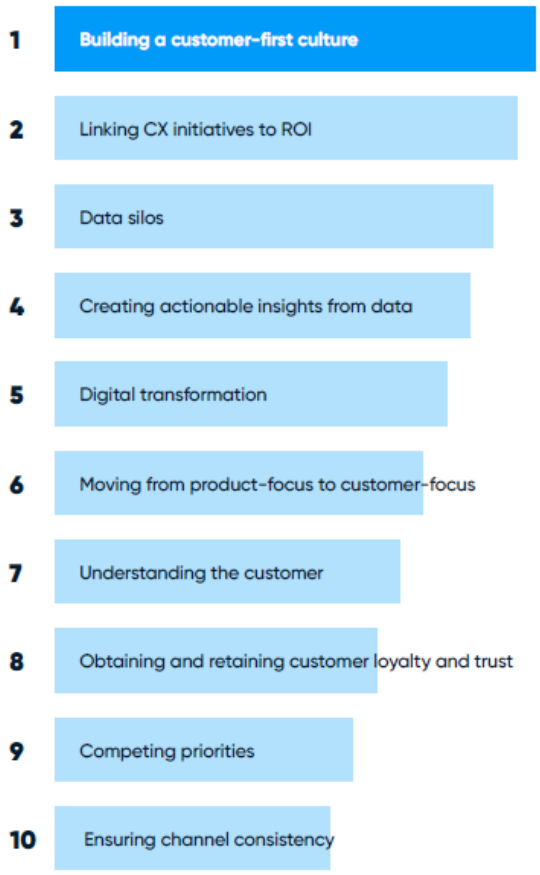 1 Building a customer-first culture
2 Linking CX initiatives to ROI
3 Data silos
4 Creating actionable insights from data
5 Digital transformation
6 Moving from product-focus to customer-focus
7 Understanding the customer
8 Obtaining and retaining customer loyalty and trust
9 Competing priorities
10 Ensuring channel consistency